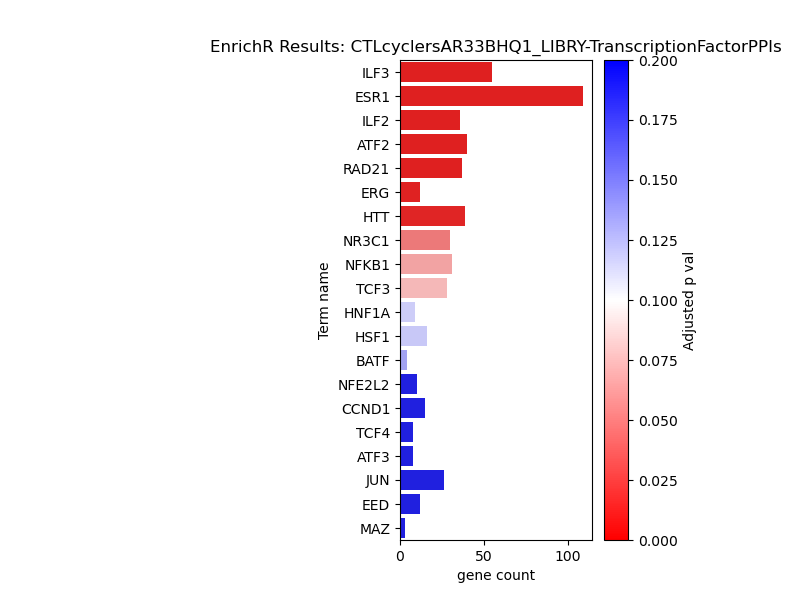 EnrichR Results: CTLcyclersAR33BHQ1_LIBRY-TranscriptionFactorPPIs
ILF3
ESR1
ILF2
ATF2
RAD21
ERG
HTT
NR3C1
NFKB1
TCF3
HNF1A
HSF1
BATF
NFE2L2
CCND1
TCF4
ATF3
JUN
EED
MAZ
Term name
0 50 100
gene count
0.200
0.175
0.150
0.125
0.100
0.075
0.050
0.025
0.000
Adjusted p val